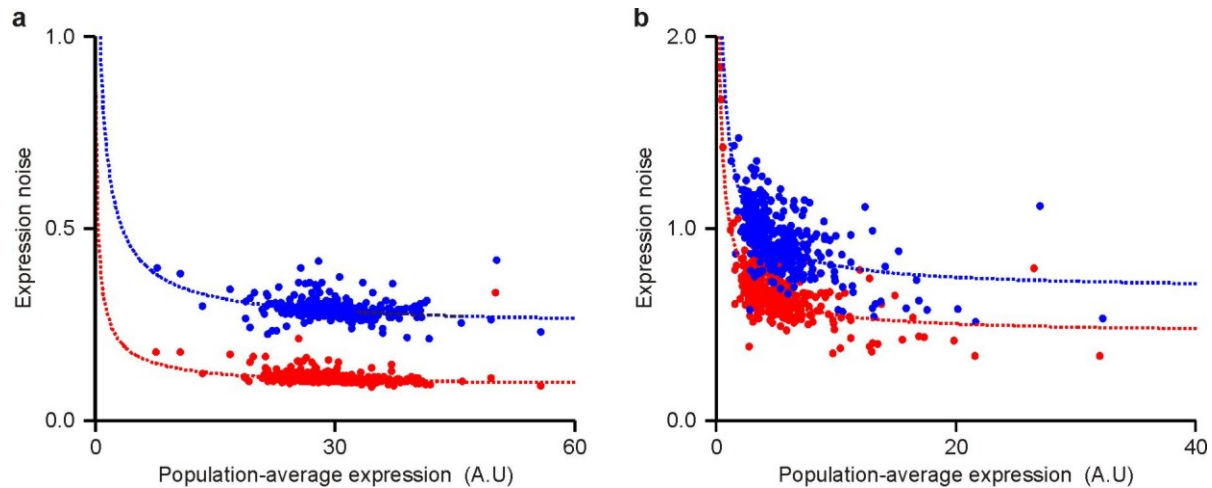 a
1.0
0.5
0.0
0
30
60
Expression noise
Population-average expression (A.U)
b
2.0
1.0
0.0
0
20
40
Expression noise
Population-average expression (A.U)